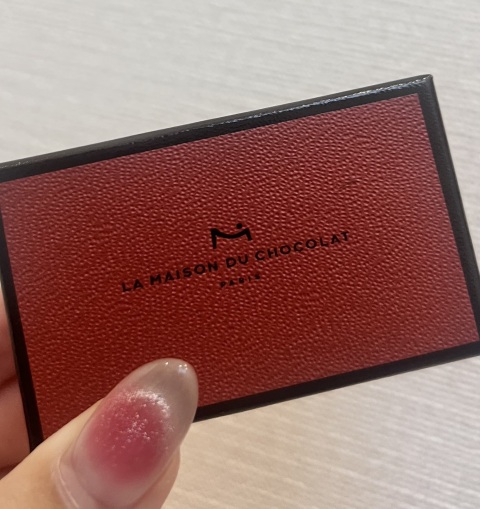 LA MAISON DU CHOCOLAT
PARIS